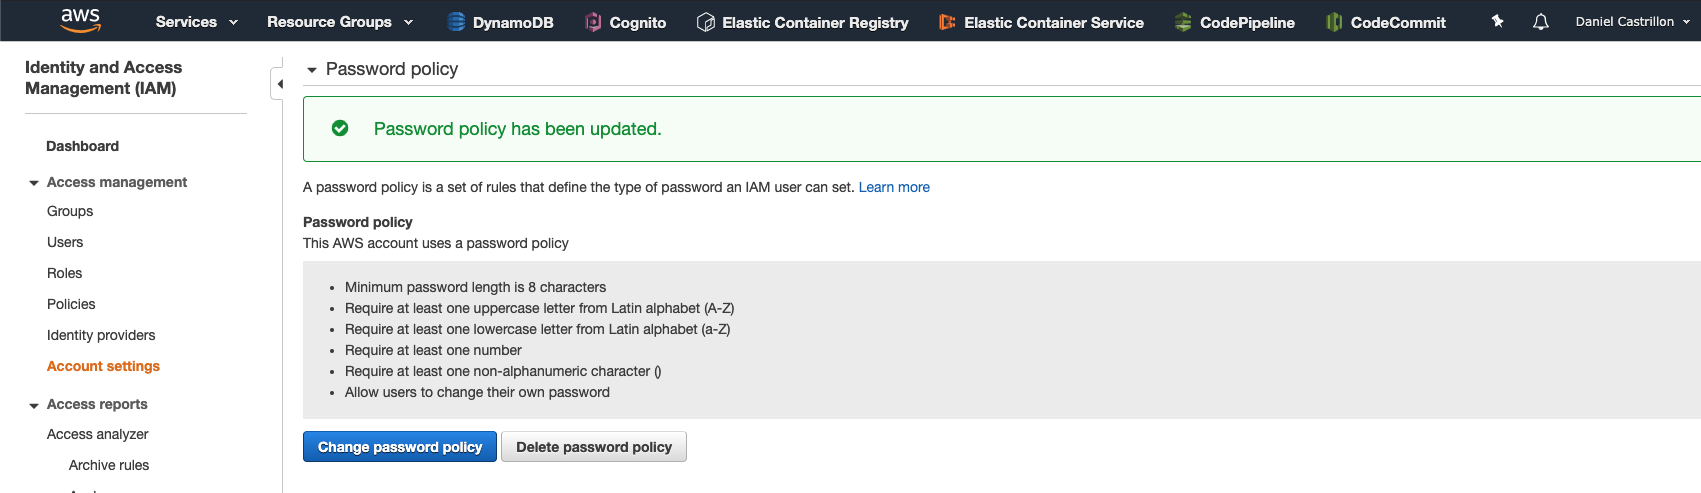 aws Services Resource Groups DynamoDB Cognito Elastic Container Registry Elastic Container Service CodePipeline CodeCommit Daniel Castrillon
Identity and Access
Management (IAM)
Dashboard
Access management
Groups
Users
Roles
Policies
Identity providers
Account settings
Access reports
Access analyzer
Archive rules
Password policy
Password policy has been updated.
A password policy is a set of rules that define the type of password an IAM user can set. Learn more
Password policy
This AWS account uses a password policy
• Minimum password length is 8 characters
• Require at least one uppercase letter from Latin alphabet (A-Z)
• Require at least one lowercase letter from Latin alphabet (a-Z)
• Require at least one number
• Require at least one non-alphanumeric character ()
• Allow users to change their own password
Change password policy Delete password policy